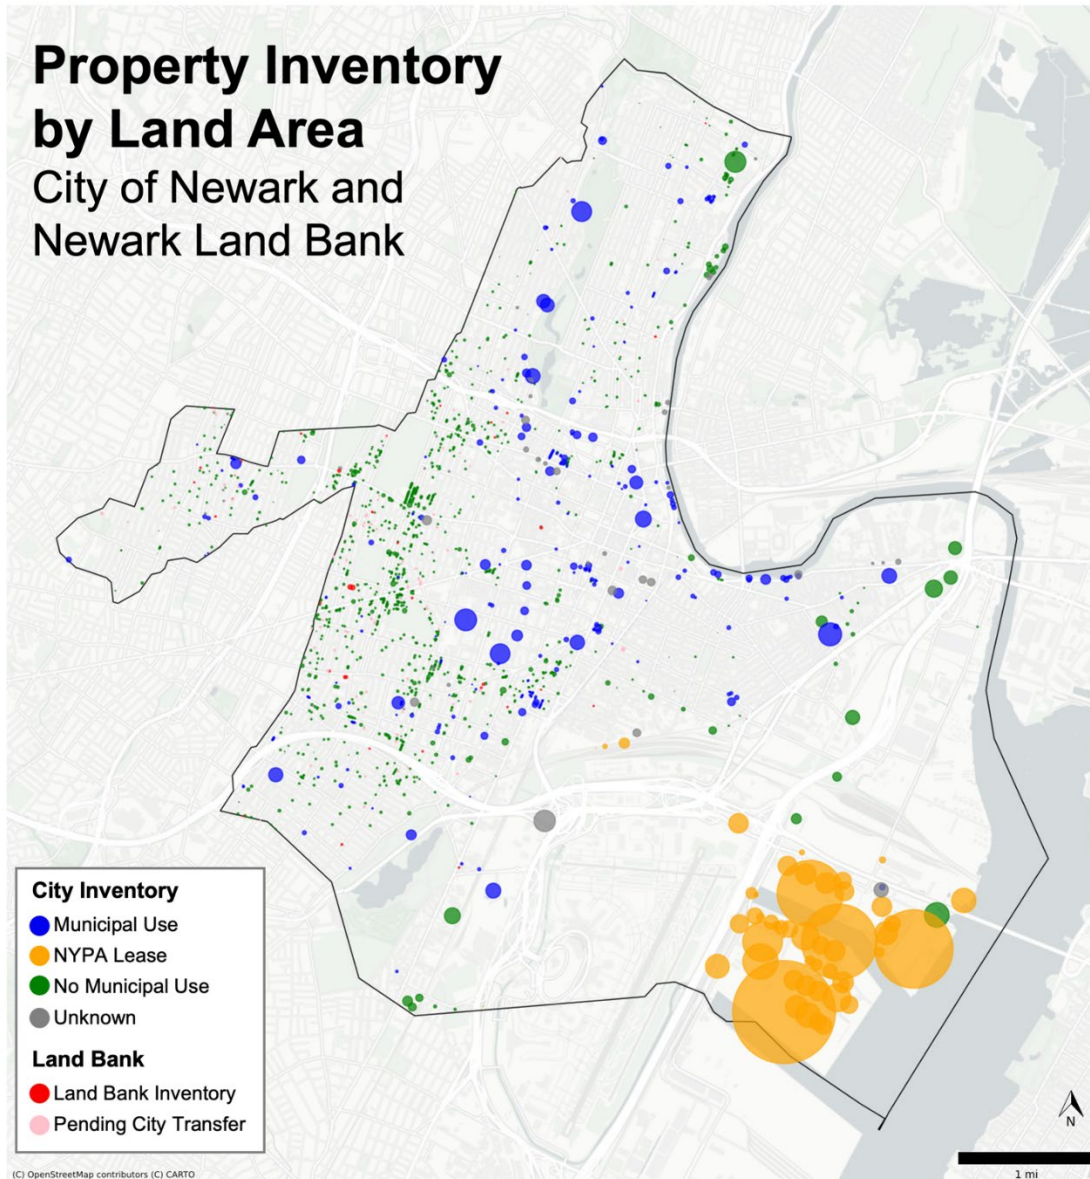 Property Inventory
by Land Area
City of Newark and
Newark Land Bank
City Inventory
Municipal Use
NYPA Lease
No Municipal Use
Unknown
Land Bank
Land Bank Inventory
Pending City Transfer
N
1 mi
(C) OpenStreetMap contributors (C) CARTO